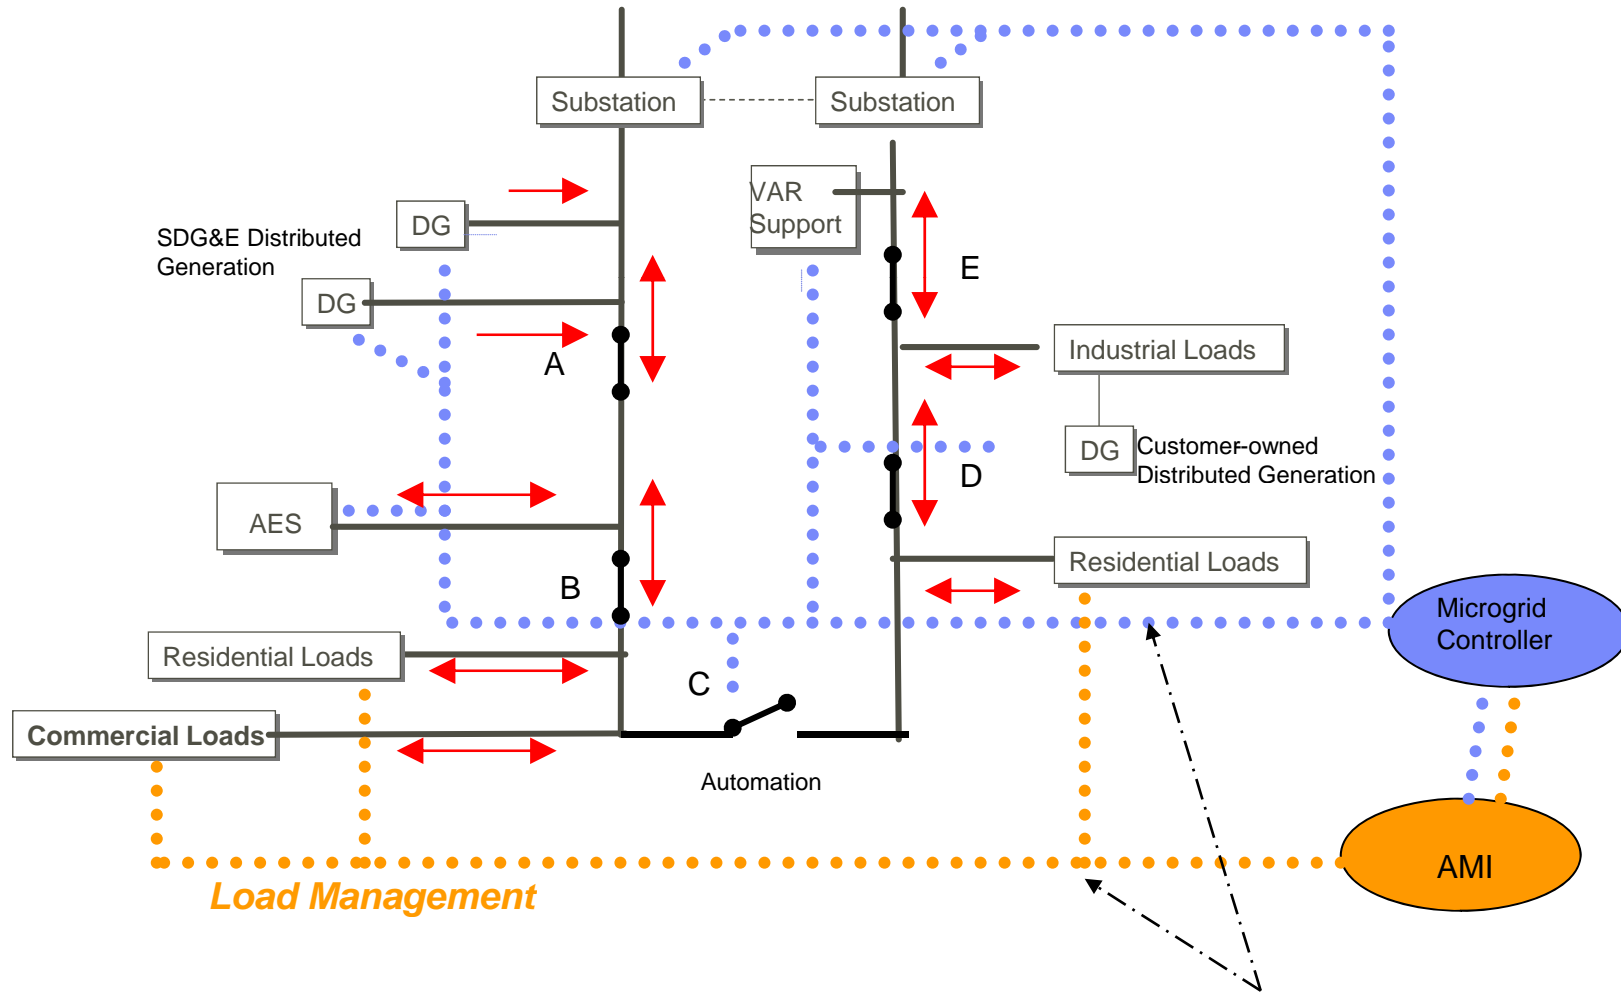 Substation
Substation
VAR
Support
DG
SDG&E Distributed
Generation
E
DG
Industrial Loads
A
Customer-owned
DG
Distributed Generation
D
AES
Residential Loads
B
Microgrid
Controller
Residential Loads
C
Commercial Loads
Automation
AMI
Load Management